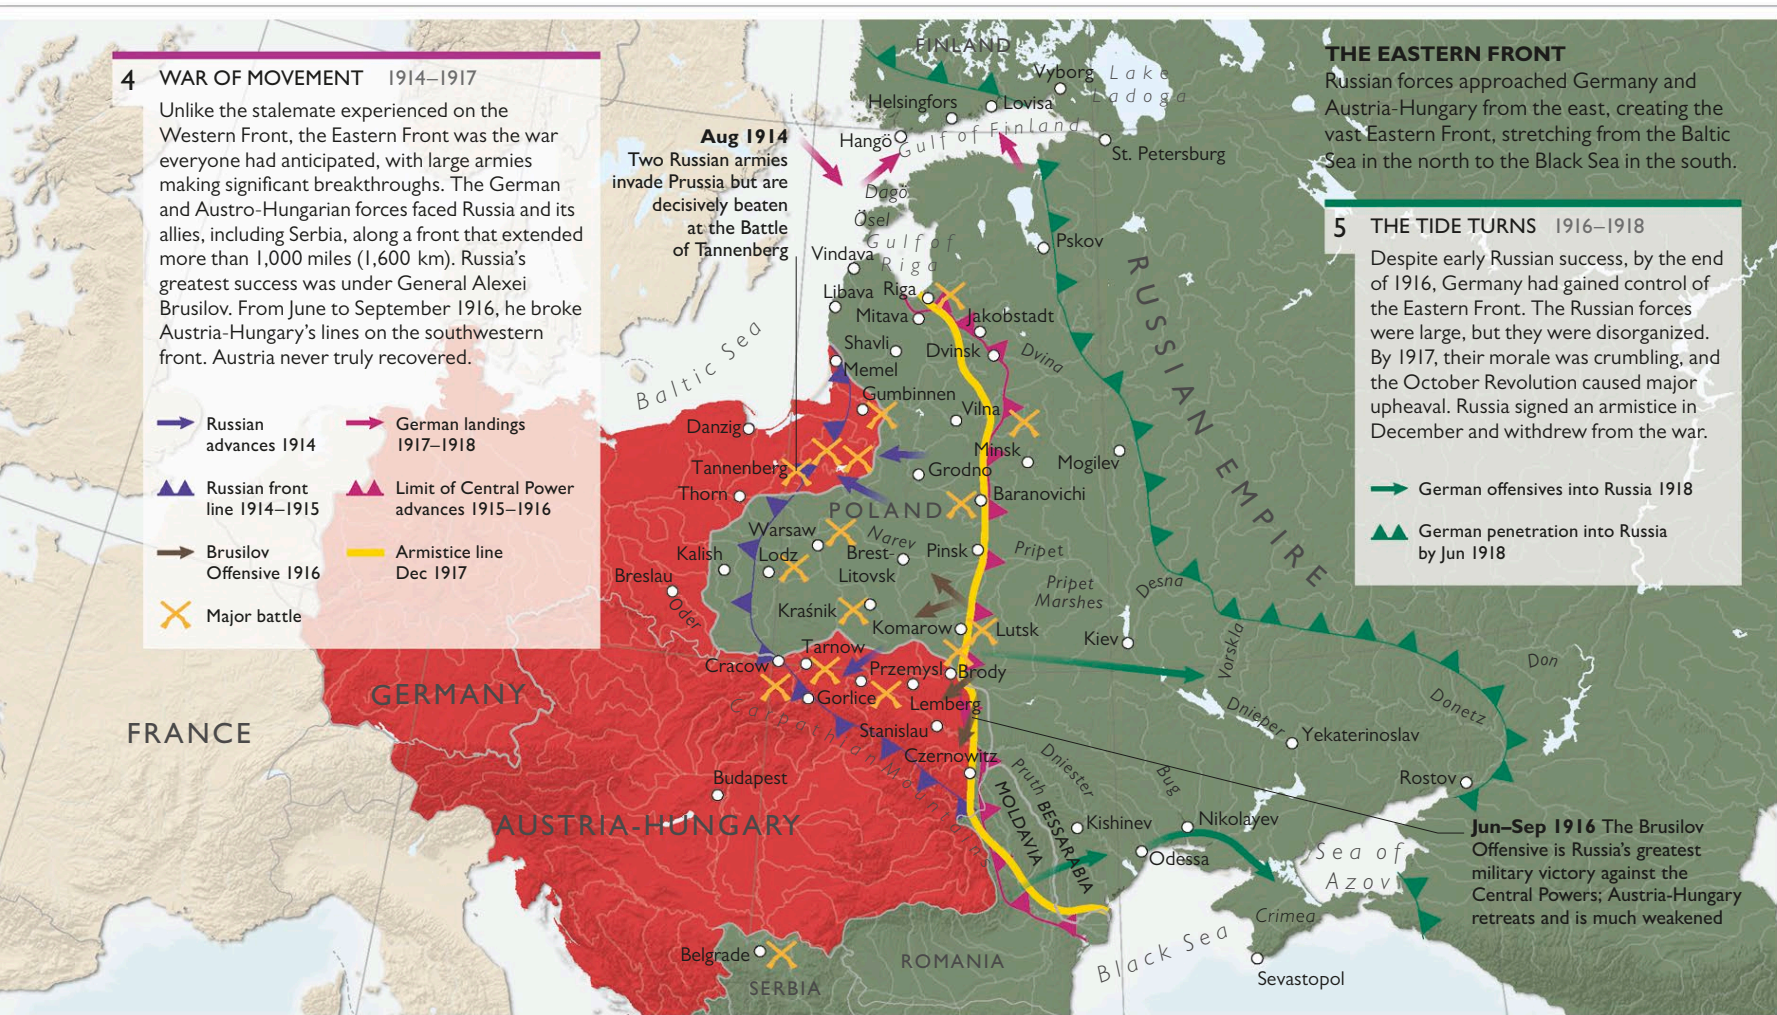 4 WAR OF MOVEMENT 1914–1917
Unlike the stalemate experienced on the
Western Front, the Eastern Front was the war
everyone had anticipated, with large armies
making significant breakthroughs. The German
and Austro-Hungarian forces faced Russia and its
allies, including Serbia, along a front that extended
more than 1,000 miles (1,600 km). Russia's
greatest success was under General Alexei
Brusilov. From June to September 1916, he broke
Austria-Hungary's lines on the southwestern
front. Austria never truly recovered.
Russian
advances 1914
German landings
1917–1918
Russian front
line 1914–1915
Limit of Central Power
advances 1915–1916
Brusilov
Offensive 1916
Armistice line
Dec 1917
Major battle
THE EASTERN FRONT
Russian forces approached Germany and
Austria-Hungary from the east, creating the
vast Eastern Front, stretching from the Baltic
Sea in the north to the Black Sea in the south.
5 THE TIDE TURNS 1916–1918
Despite early Russian success, by the end
of 1916, Germany had gained control of
the Eastern Front. The Russian forces
were large, but they were disorganized.
By 1917, their morale was crumbling, and
the October Revolution caused major
upheaval. Russia signed an armistice in
December and withdrew from the war.
German offensives into Russia 1918
German penetration into Russia
by Jun 1918
Aug 1914
Two Russian armies
invade Prussia but are
decisively beaten
at the Battle
of Tannenberg
Jun–Sep 1916 The Brusilov
Offensive is Russia's greatest
military victory against the
Central Powers; Austria-Hungary
retreats and is much weakened
FINLAND
Vyborg
Lake
Ladoga
Helsingfors
Lovisa
Hangö
Gulf of Finland
St. Petersburg
Dagö
Ösel
Gulf of
Riga
Pskov
Vindava
Libava
Riga
Mitava
Jakobstadt
Shavli
Dvinsk
Dvina
RUSSIAN EMPIRE
Baltic Sea
Memel
Gumbinnen
Danzig
Vilna
Minsk
Mogilev
Tannenberg
Grodno
Thorn
Baranovichi
POLAND
Warsaw
Narev
Kalish
Lodz
Brest-
Litovsk
Pinsk
Pripet
Breslau
Pripet
Marshes
Desna
Oder
Kraśnik
Komarow
Lutsk
Kiev
Vorskla
Don
Tarnow
Cracow
Przemysl
Brody
Gorlice
Lemberg
Donetz
Dnieper
GERMANY
Carpathian Mountains
Stanislau
Yekaterinoslav
FRANCE
Czernowitz
Dniester
Bug
Rostov
Budapest
Pruth
MOLDAVIA
BESSARABIA
AUSTRIA-HUNGARY
Kishinev
Nikolayev
Odessa
Sea of
Azov
Crimea
Belgrade
ROMANIA
Black Sea
Sevastopol
SERBIA